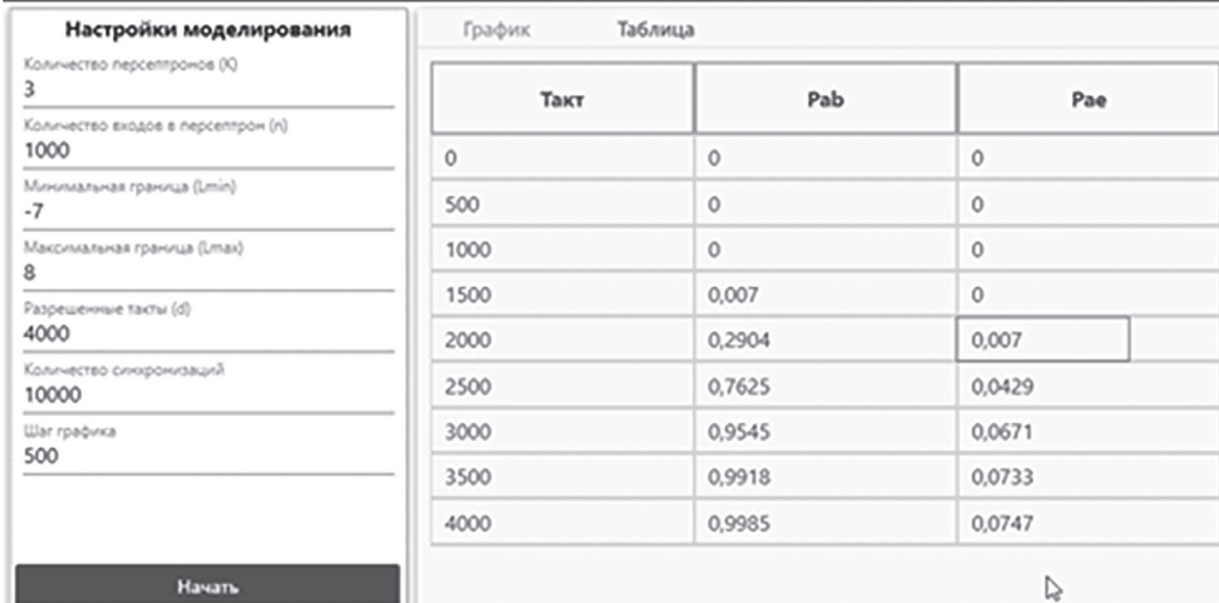 Настройки моделирования
Количество персептронов (K)
3
Количество входов в персептрон (n)
1000
Минимальная граница (Lmin)
-7
Максимальная граница (Lmax)
8
Разрешенные такты (d)
4000
Количество синхронизаций
10000
Шаг графика
500
Начать
График Таблица
Такт Pab Pae
0 0 0
500 0 0
1000 0 0
1500 0,007 0
2000 0,2904 0,007
2500 0,7625 0,0429
3000 0,9545 0,0671
3500 0,9918 0,0733
4000 0,9985 0,0747